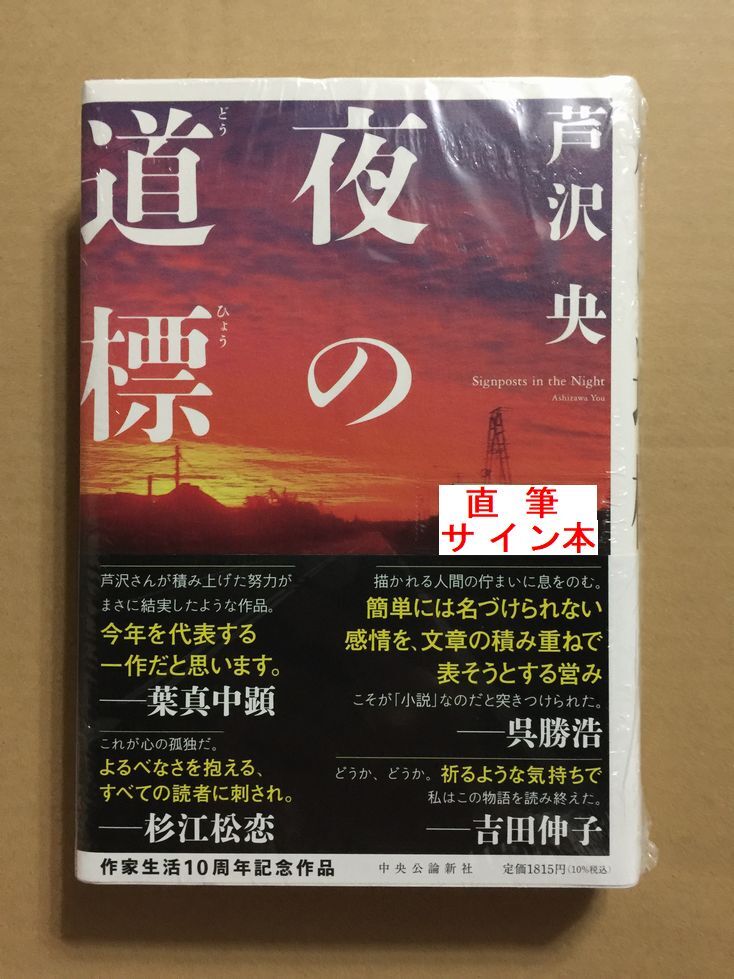 芦沢央
夜の
道標
どう
ひょう
Signposts in the Night
Ashizawa You
直筆
サイン本
描かれる人間の佇まいに息をのむ。
簡単には名づけられない
感情を、文章の積み重ねで
表そうとする営み
こそが「小説」なのだと突きつけられた。
──呉勝浩
芦沢さんが積み上げた努力が
まさに結実したような作品。
今年を代表する
一作だと思います。
──葉真中顕
どうか、どうか。祈るような気持ちで
私はこの物語を読み終えた。
──吉田伸子
これが心の孤独だ。
よるべなさを抱える、
すべての読者に刺され。
──杉江松恋
作家生活10周年記念作品
中央公論新社
定価1815円(10%税込)